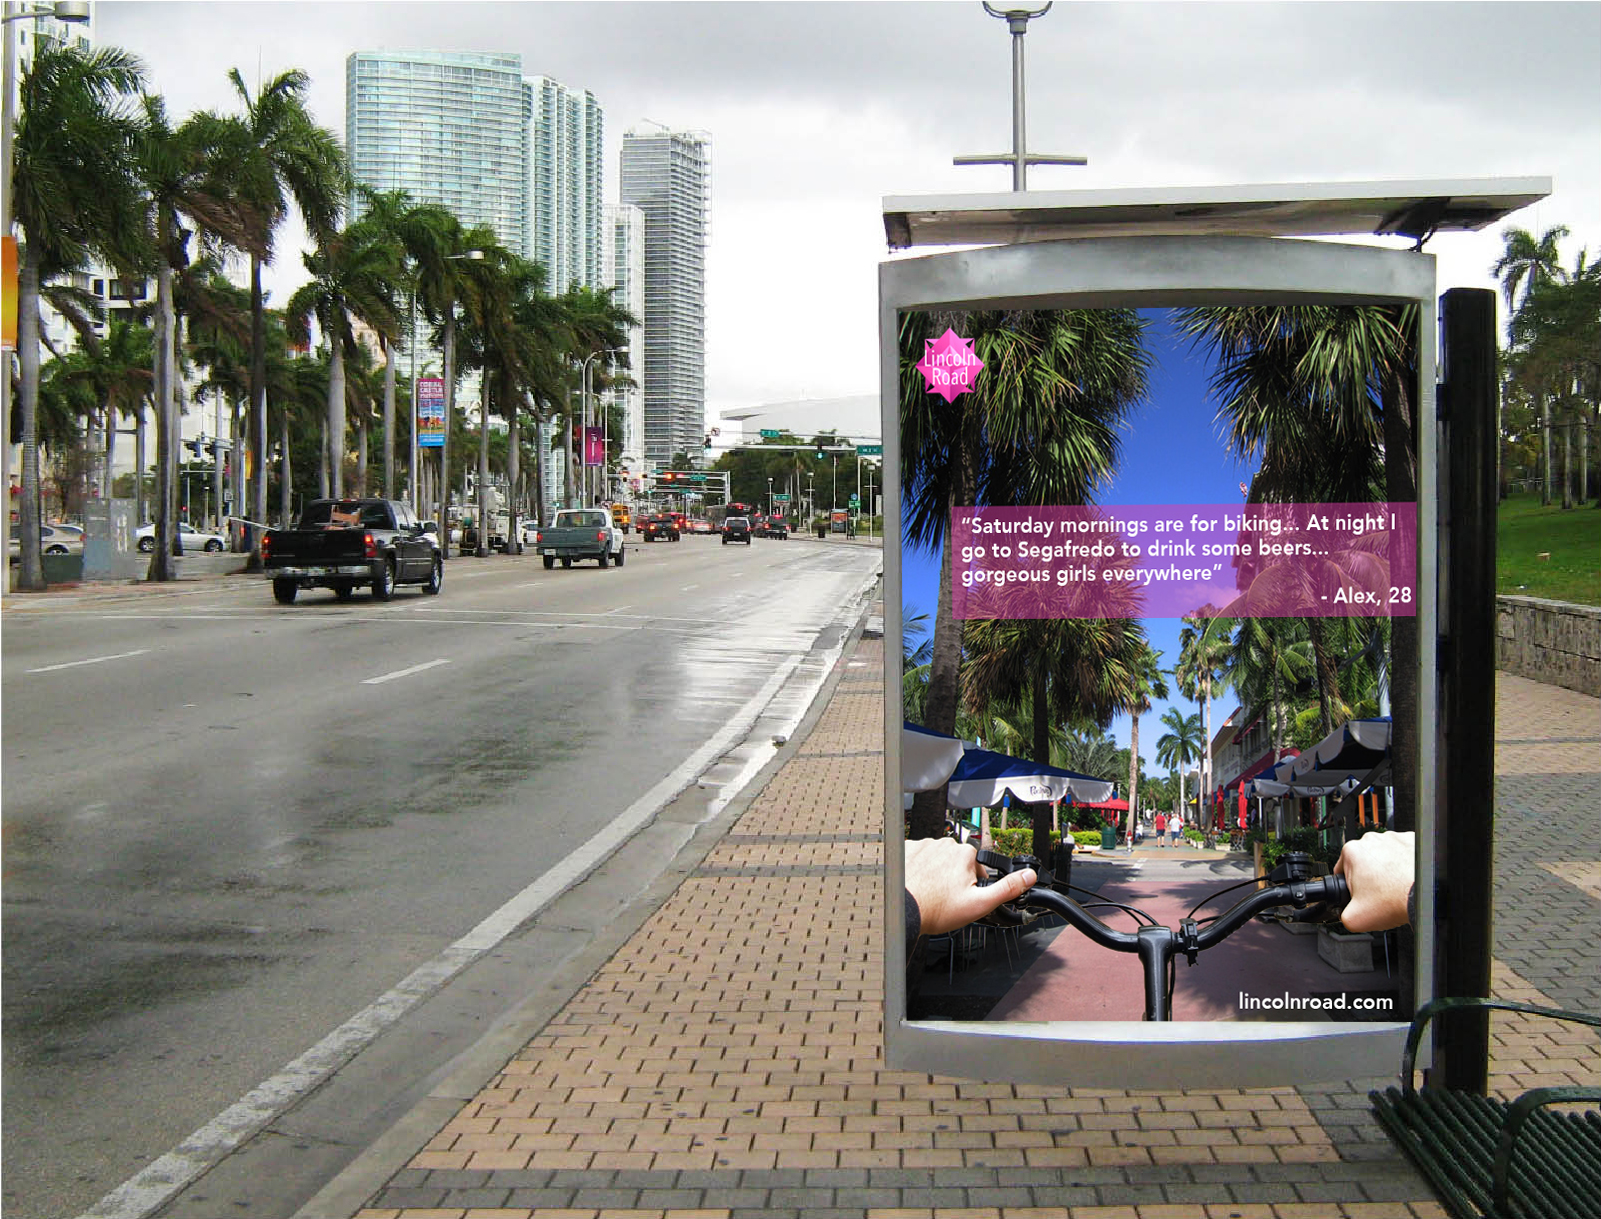 Lincoln
Road
“Saturday mornings are for biking... At night I
go to Segafredo to drink some beers...
gorgeous girls everywhere”
- Alex, 28
lincolnroad.com